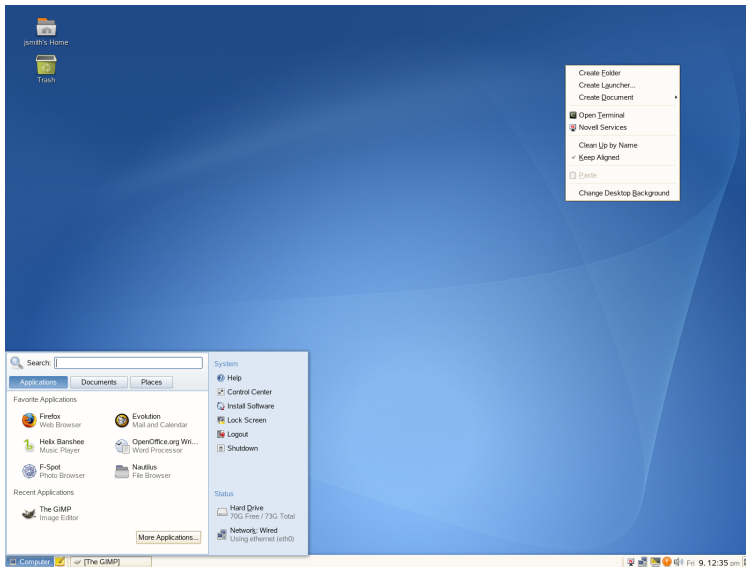 jsmith's Home
Trash
Create Folder
Create Launcher...
Create Document
Open Terminal
Novell Services
Clean Up by Name
Keep Aligned
Paste
Change Desktop Background
Search:
Applications
Documents
Places
Favorite Applications
Firefox
Web Browser
Evolution
Mail and Calendar
Helix Banshee
Music Player
OpenOffice.org Wri...
Word Processor
F-Spot
Photo Browser
Nautilus
File Browser
Recent Applications
The GIMP
Image Editor
More Applications...
System
Help
Control Center
Install Software
Lock Screen
Logout
Shutdown
Status
Hard Drive
70G Free / 73G Total
Network: Wired
Using ethernet (eth0)
Computer
[The GIMP]
Fri 9, 12:35 pm